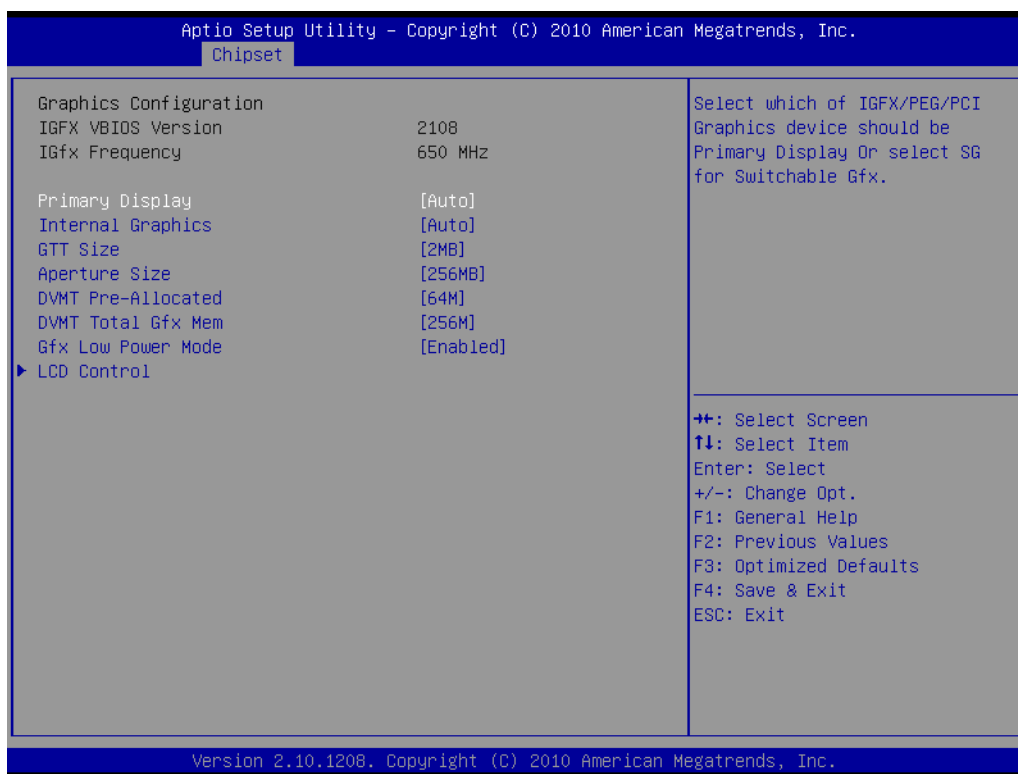 Aptio Setup Utility – Copyright (C) 2010 American Megatrends, Inc.
Chipset
Graphics Configuration
IGFX VBIOS Version 2108
IGfx Frequency 650 MHz
Primary Display [Auto]
Internal Graphics [Auto]
GTT Size [2MB]
Aperture Size [256MB]
DVMT Pre-Allocated [64M]
DVMT Total Gfx Mem [256M]
Gfx Low Power Mode [Enabled]
▶ LCD Control
Select which of IGFX/PEG/PCI
Graphics device should be
Primary Display Or select SG
for Switchable Gfx.
→←: Select Screen
↑↓: Select Item
Enter: Select
+/-: Change Opt.
F1: General Help
F2: Previous Values
F3: Optimized Defaults
F4: Save & Exit
ESC: Exit
Version 2.10.1208. Copyright (C) 2010 American Megatrends, Inc.